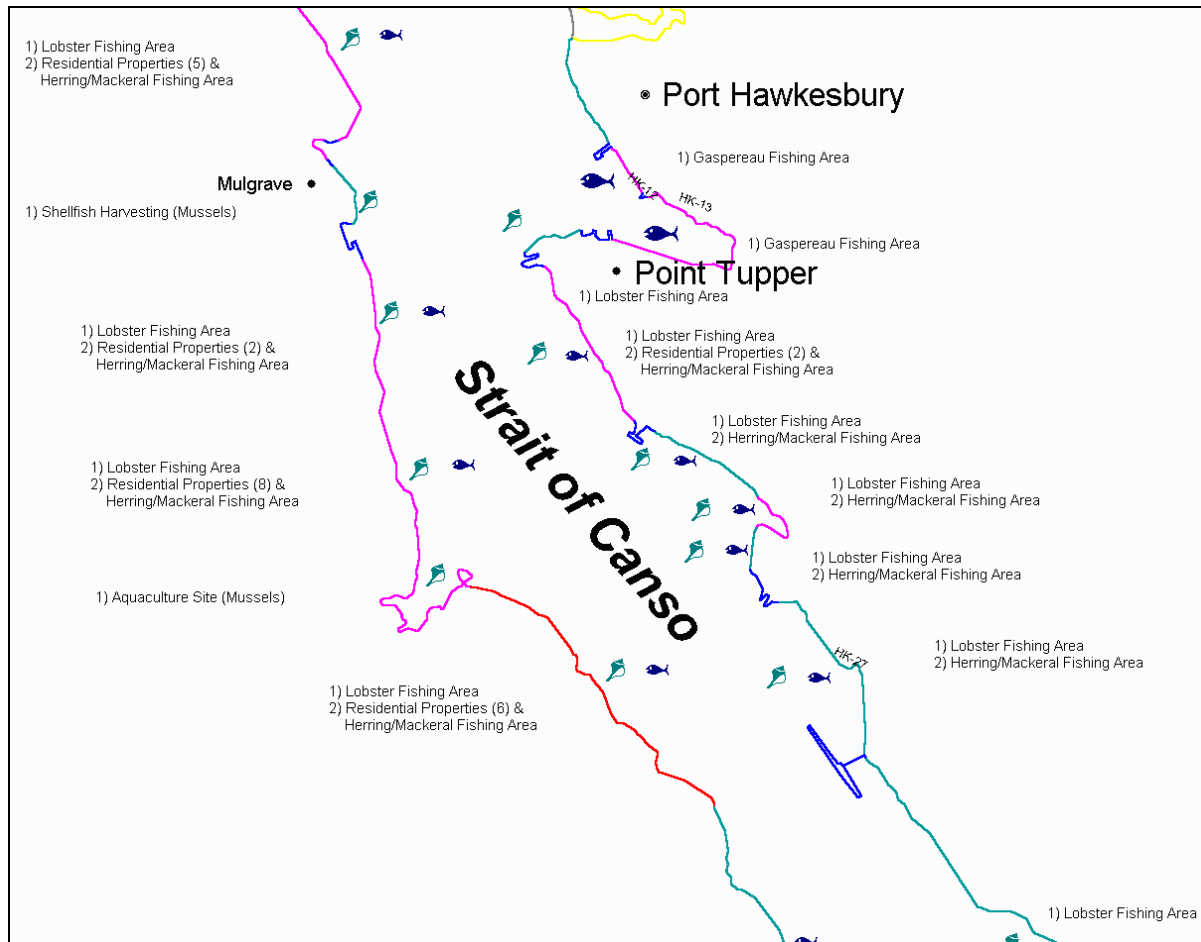 1) Lobster Fishing Area
2) Residential Properties (5) &
Herring/Mackeral Fishing Area
Port Hawkesbury
1) Gaspereau Fishing Area
Mulgrave
HK-12
HK-13
1) Shellfish Harvesting (Mussels)
1) Gaspereau Fishing Area
Point Tupper
1) Lobster Fishing Area
1) Lobster Fishing Area
2) Residential Properties (2) &
Herring/Mackeral Fishing Area
1) Lobster Fishing Area
2) Residential Properties (2) &
Herring/Mackeral Fishing Area
Strait of Canso
1) Lobster Fishing Area
2) Herring/Mackeral Fishing Area
1) Lobster Fishing Area
2) Residential Properties (8) &
Herring/Mackeral Fishing Area
1) Lobster Fishing Area
2) Herring/Mackeral Fishing Area
1) Lobster Fishing Area
2) Herring/Mackeral Fishing Area
1) Aquaculture Site (Mussels)
1) Lobster Fishing Area
2) Herring/Mackeral Fishing Area
HK-27
1) Lobster Fishing Area
2) Residential Properties (6) &
Herring/Mackeral Fishing Area
1) Lobster Fishing Area